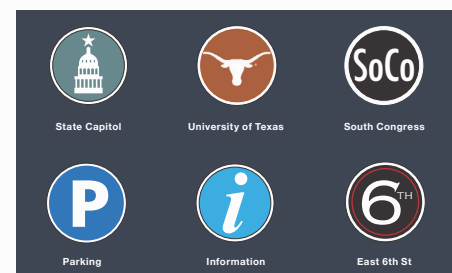 SoCo
State Capitol
University of Texas
South Congress
P
i
6TH
Parking
Information
East 6th St